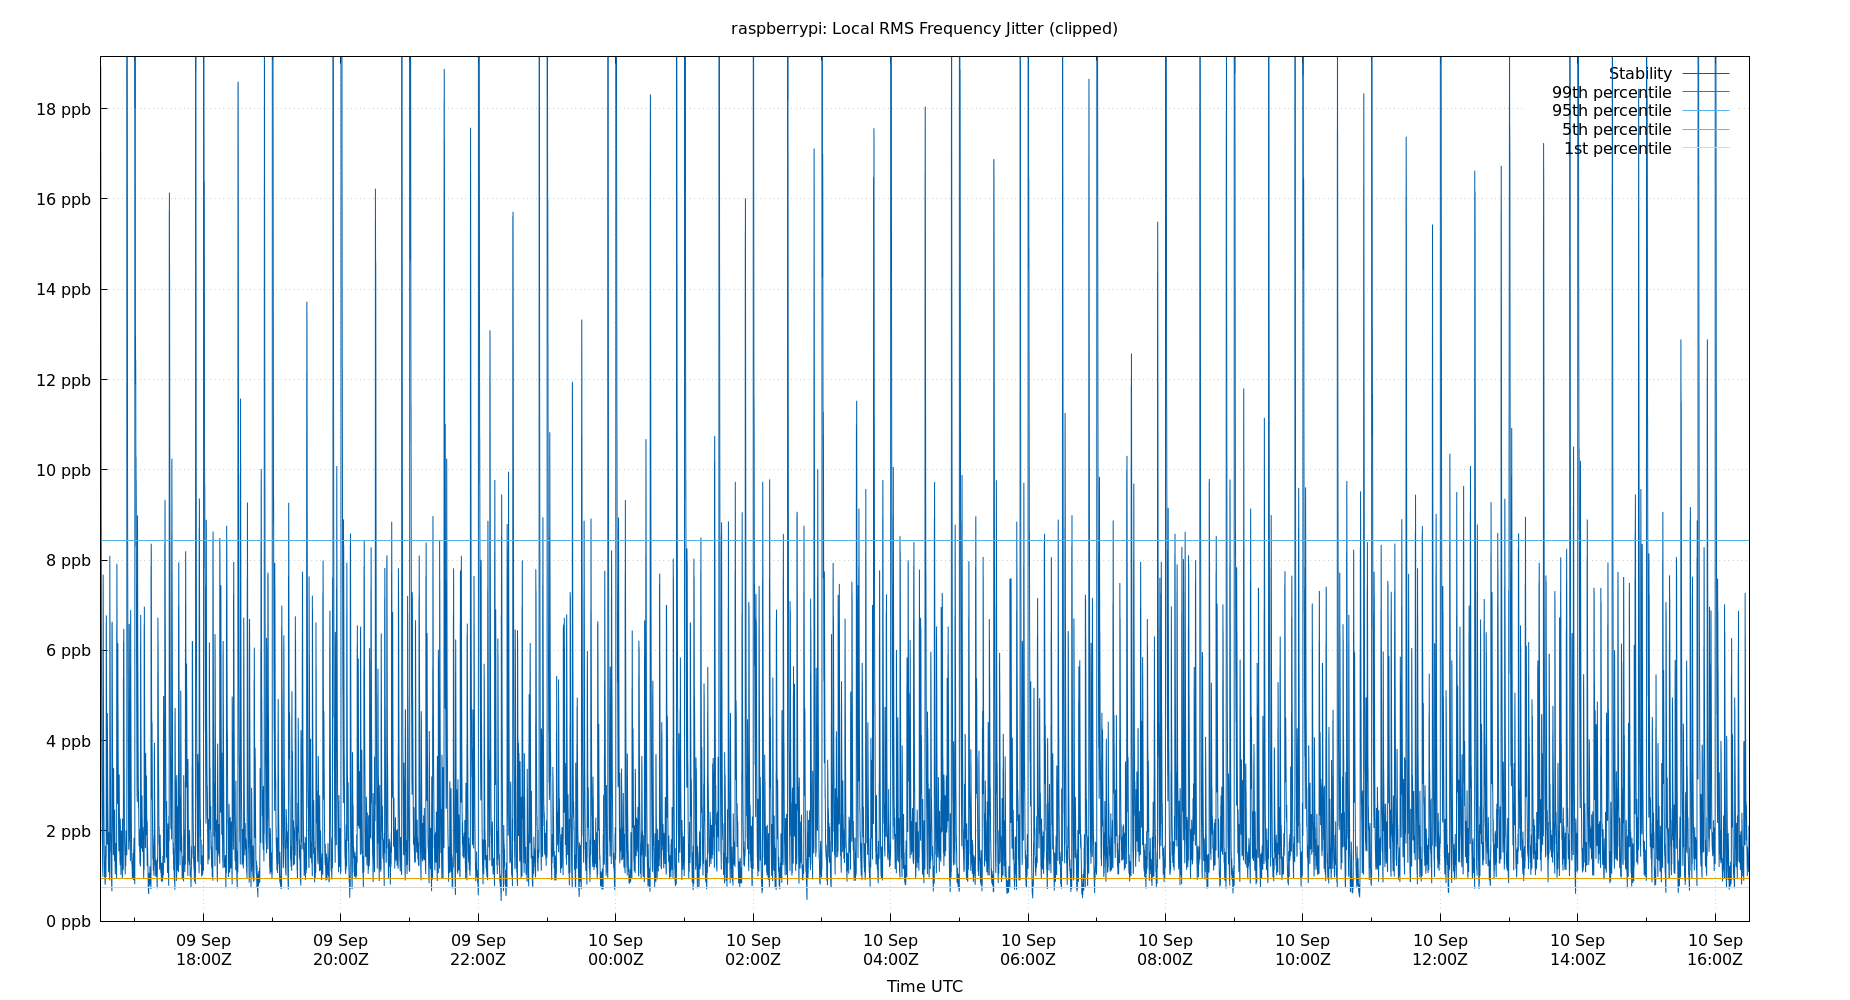 raspberrypi: Local RMS Frequency Jitter (clipped)
Stability
99th percentile
95th percentile
5th percentile
1st percentile
18 ppb
16 ppb
14 ppb
12 ppb
10 ppb
8 ppb
6 ppb
4 ppb
2 ppb
0 ppb
09 Sep 09 Sep 09 Sep 10 Sep 10 Sep 10 Sep 10 Sep 10 Sep 10 Sep 10 Sep 10 Sep 10 Sep
18:00Z 20:00Z 22:00Z 00:00Z 02:00Z 04:00Z 06:00Z 08:00Z 10:00Z 12:00Z 14:00Z 16:00Z
Time UTC